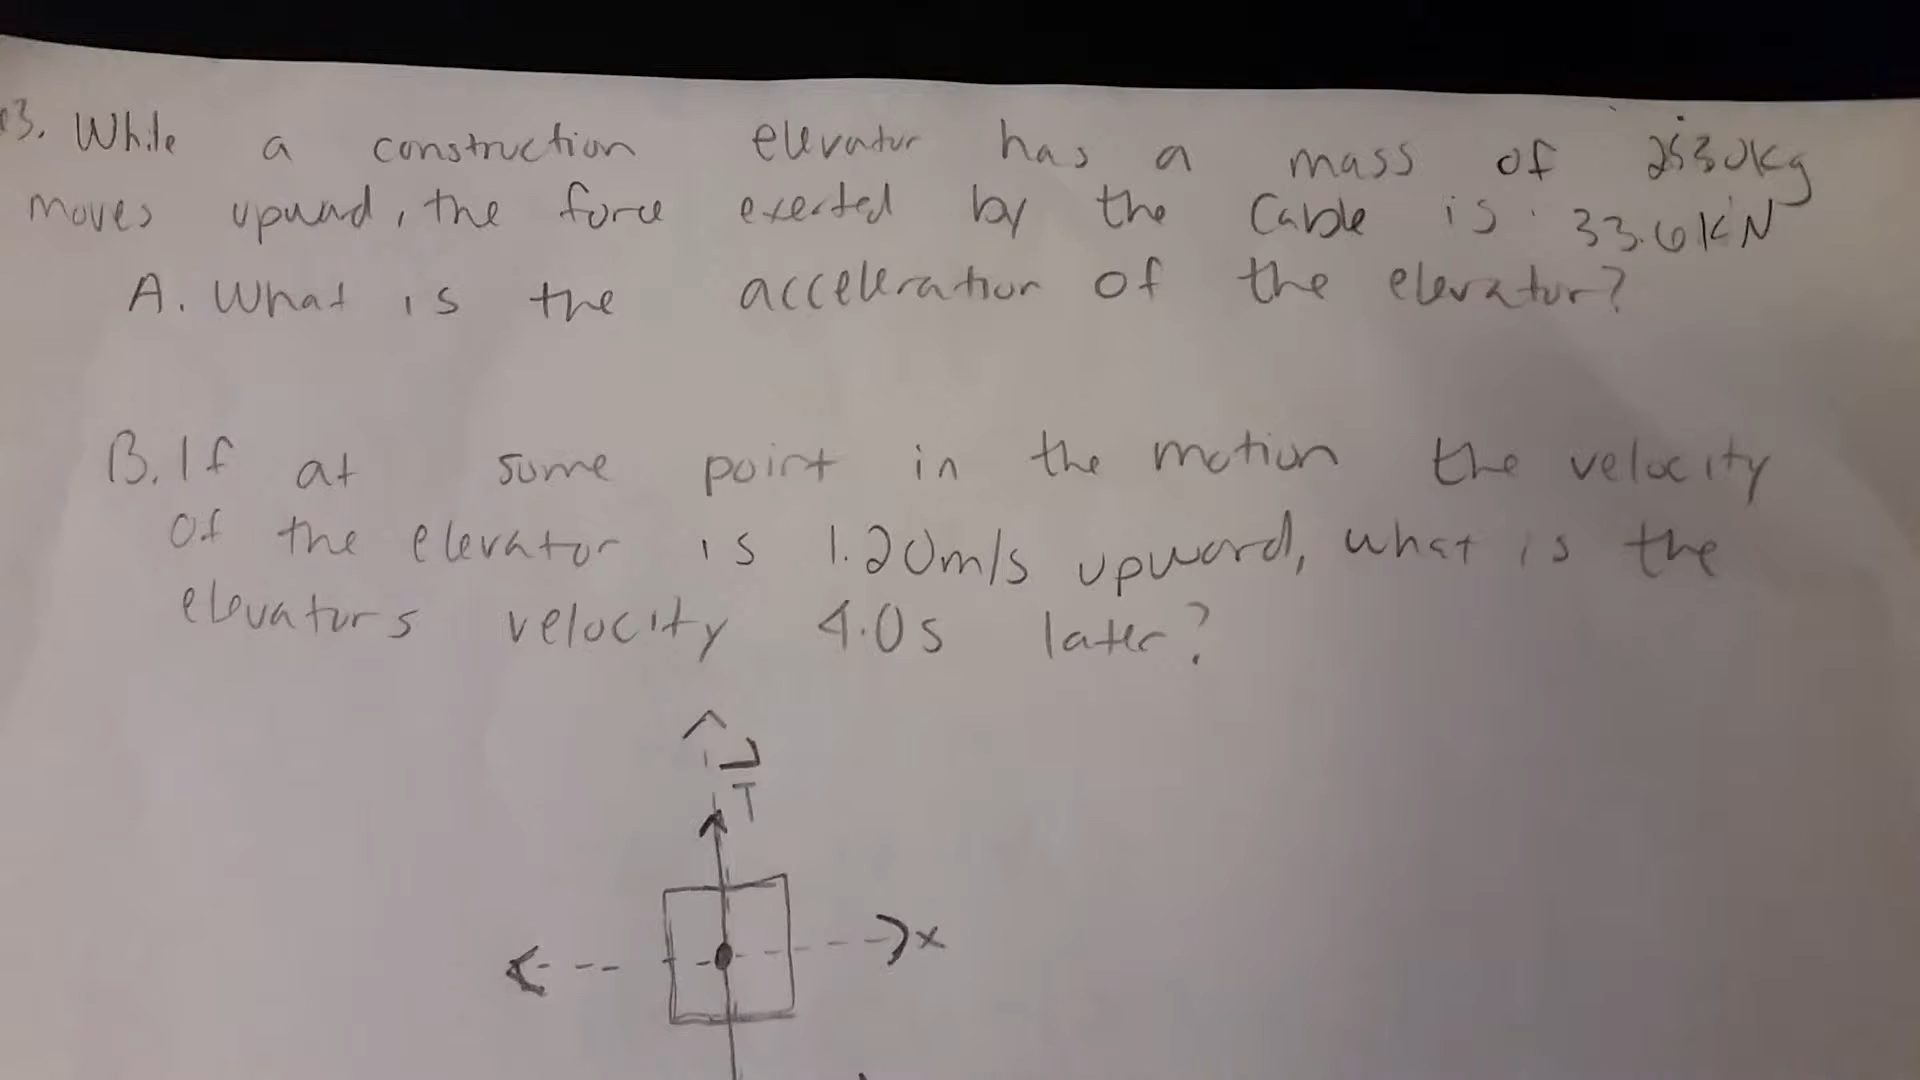 3. While a construction elevator has a mass of 2530kg
moves upward, the force exerted by the Cable is 33.6KN
A. What is the acceleration of the elevator?
B. If at some point in the motion the velocity
Of the elevator is 1.20m/s upward, what is the
elevators velocity 4.0s later?
T
x